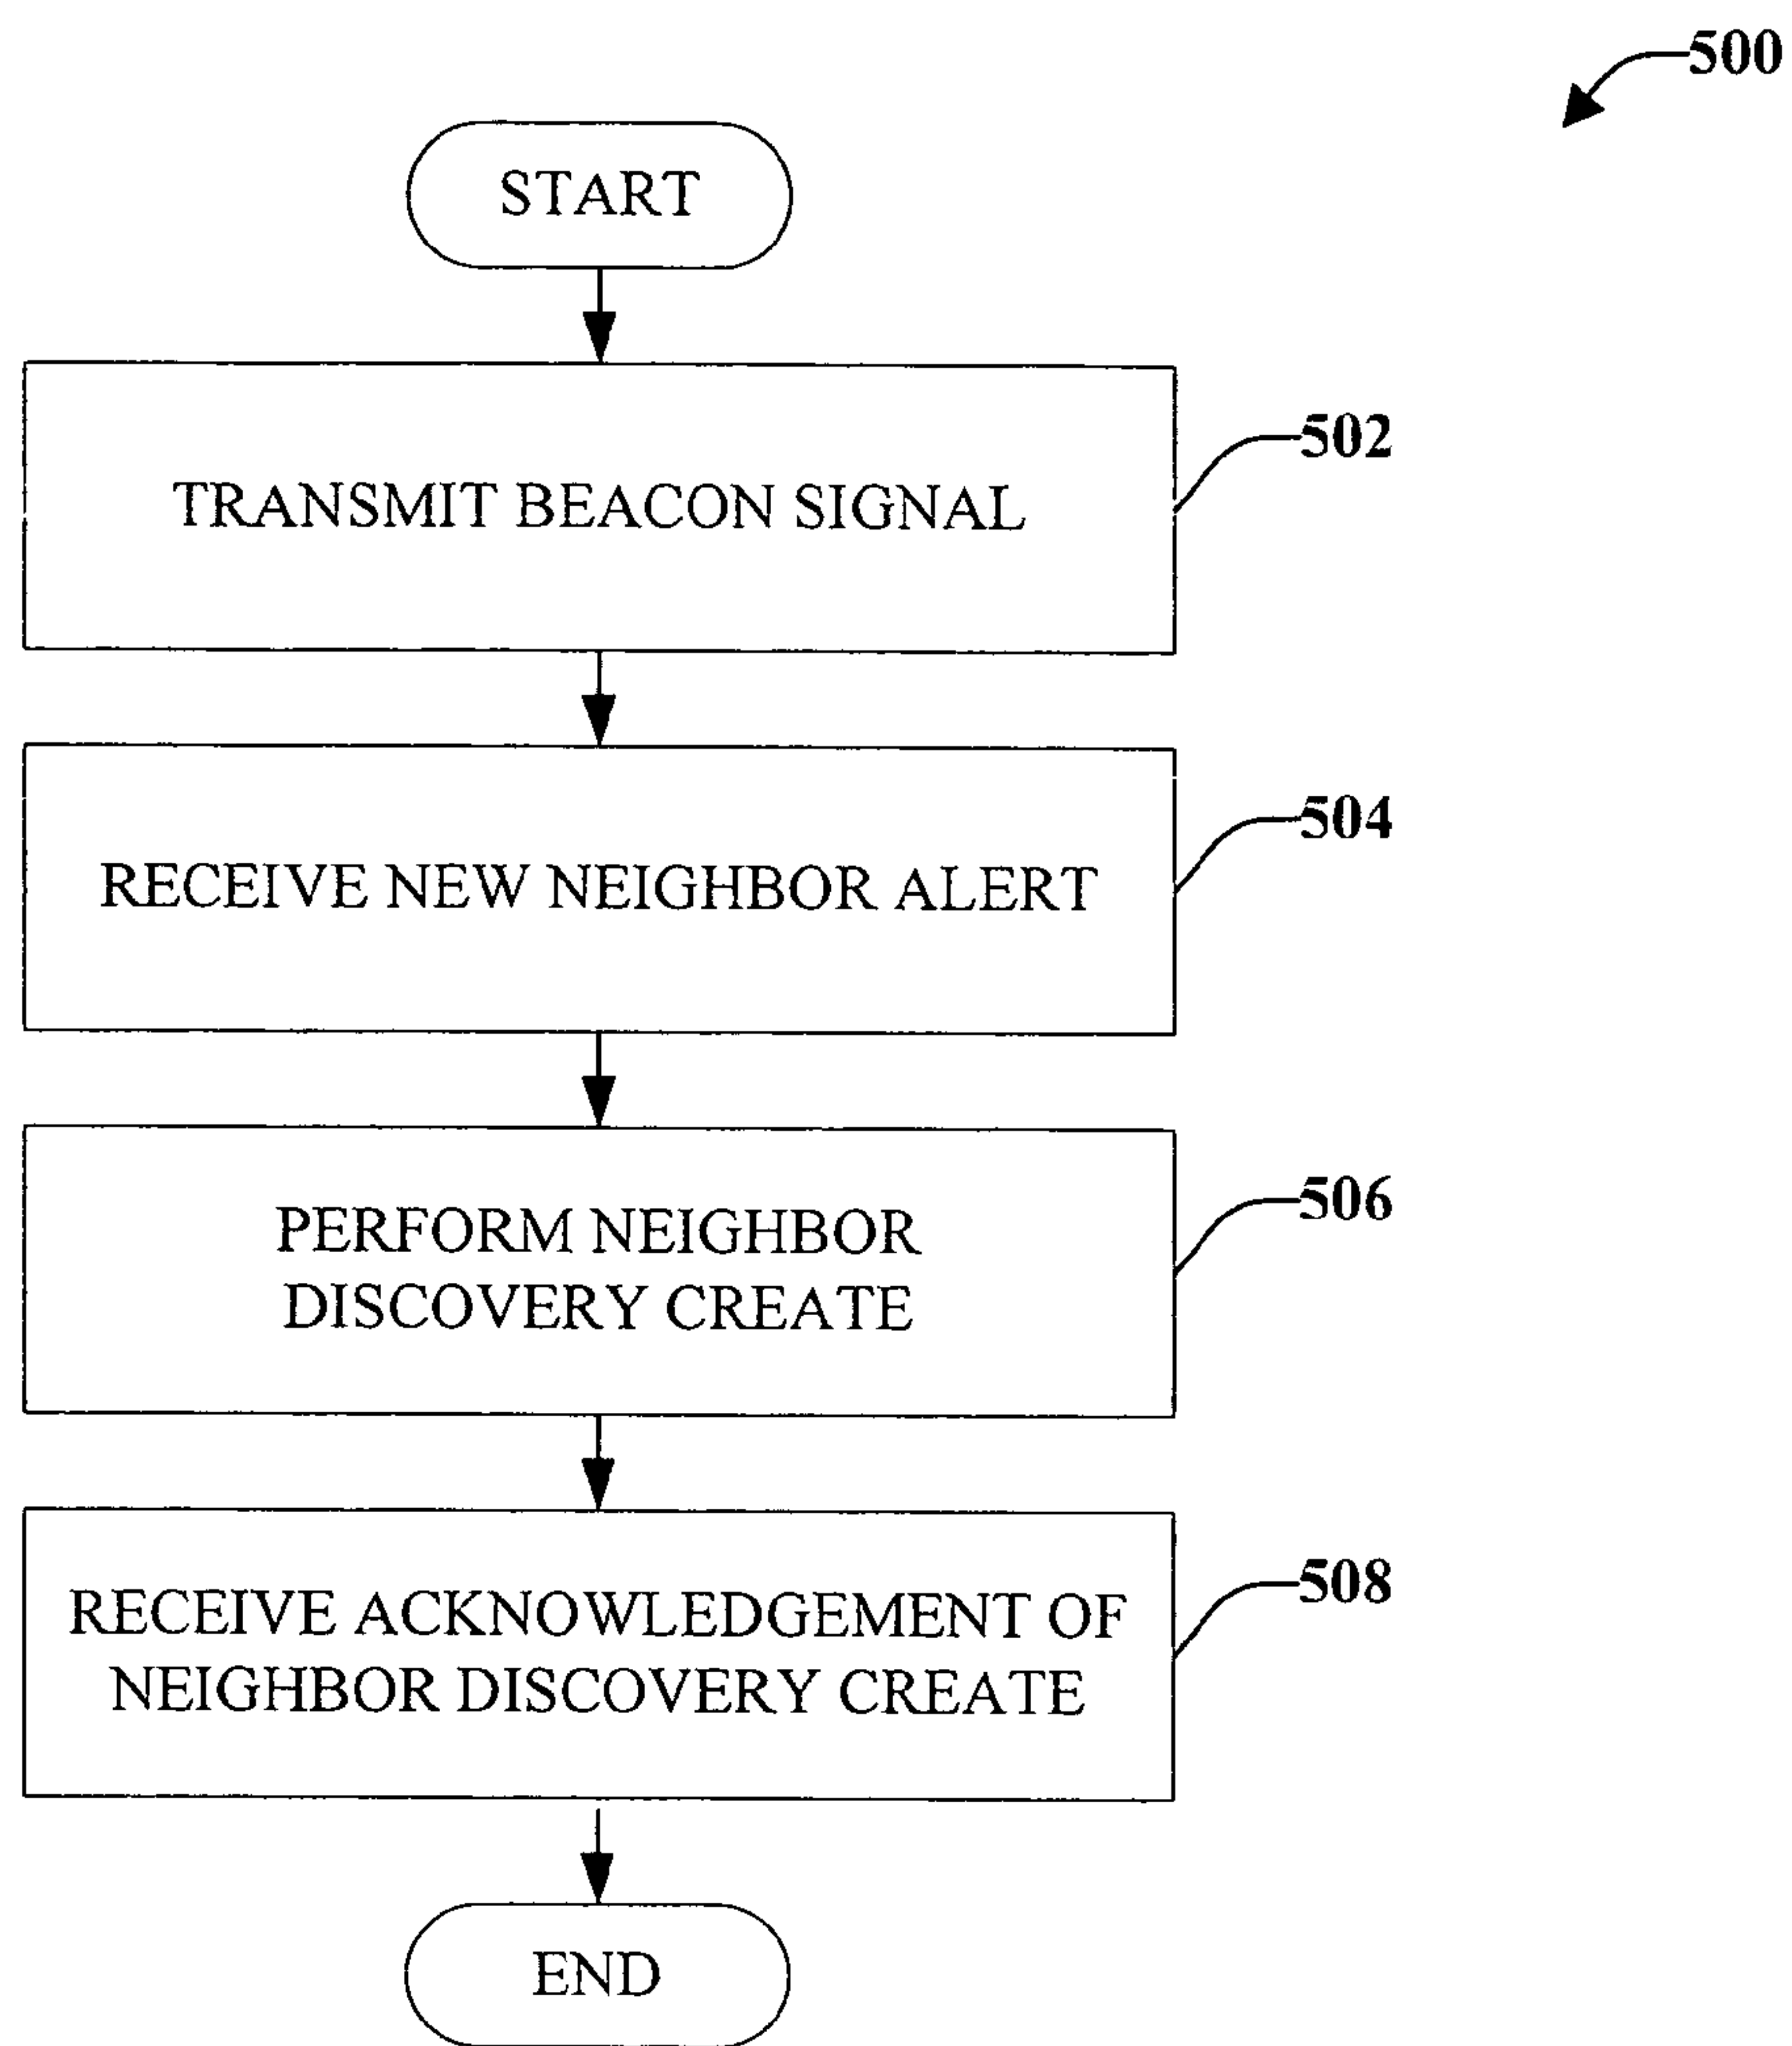 500
START
TRANSMIT BEACON SIGNAL
502
RECEIVE NEW NEIGHBOR ALERT
504
PERFORM NEIGHBOR
DISCOVERY CREATE
506
RECEIVE ACKNOWLEDGEMENT OF
NEIGHBOR DISCOVERY CREATE
508
END